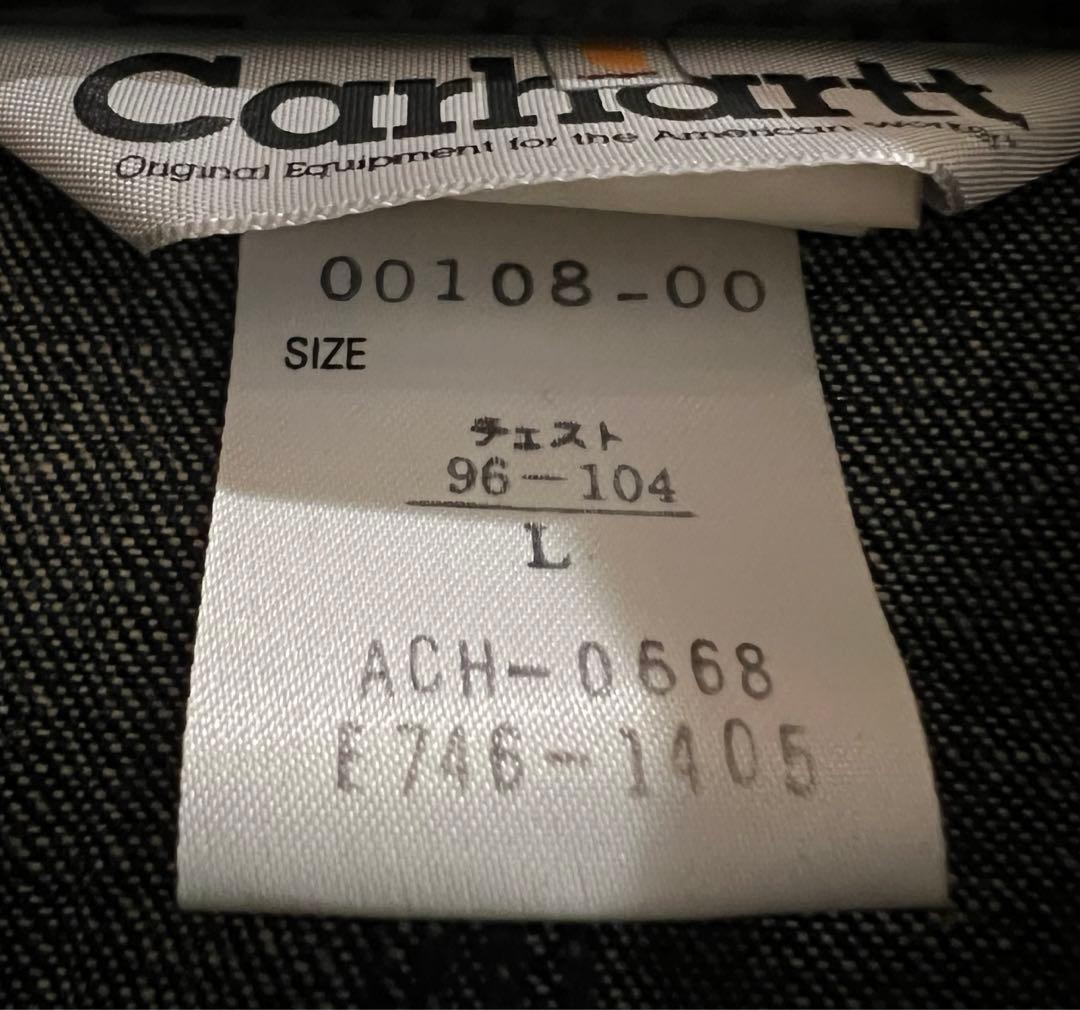 Carhartt
Original Equipment for the American Worker
00108-00
SIZE
チェスト
96-104
L
ACH-0668
E746-1405